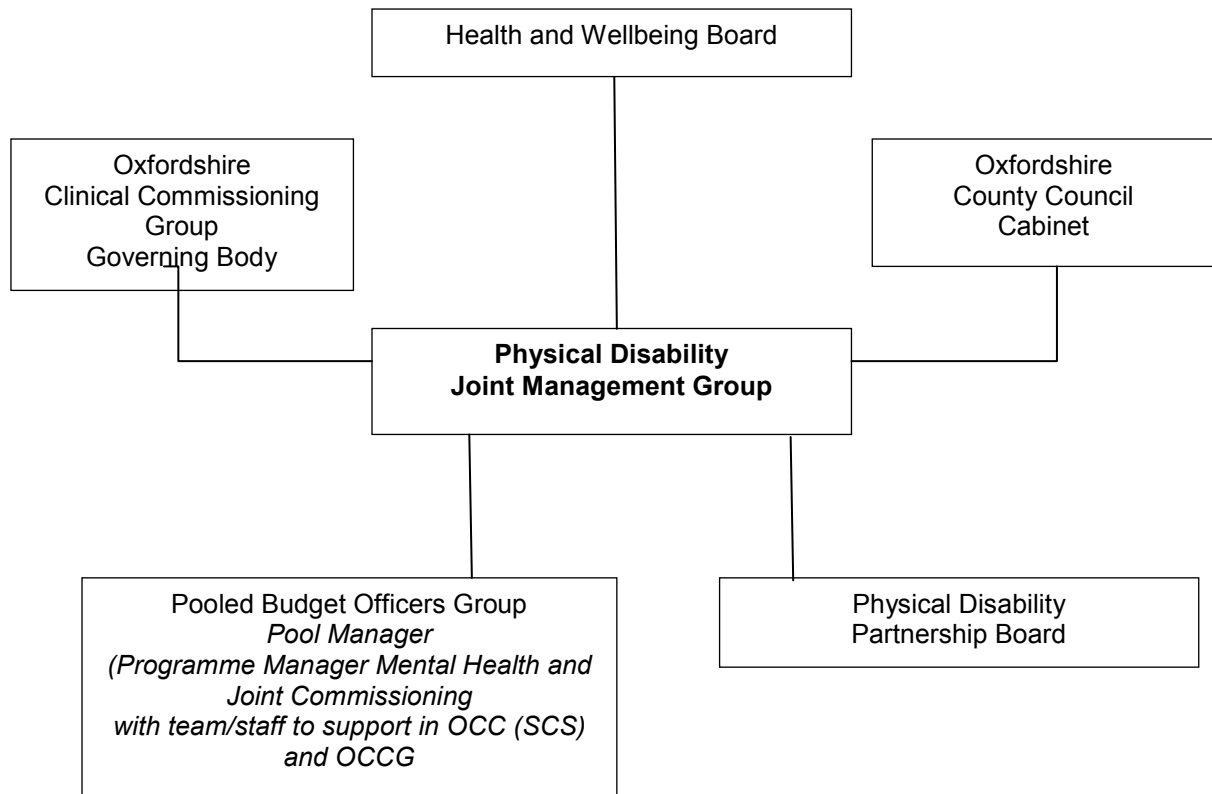 Health and Wellbeing Board
Oxfordshire
Clinical Commissioning
Group
Governing Body
Oxfordshire
County Council
Cabinet
Physical Disability
Joint Management Group
Pooled Budget Officers Group
Pool Manager
(Programme Manager Mental Health and
Joint Commissioning
with team/staff to support in OCC (SCS)
and OCCG
Physical Disability
Partnership Board